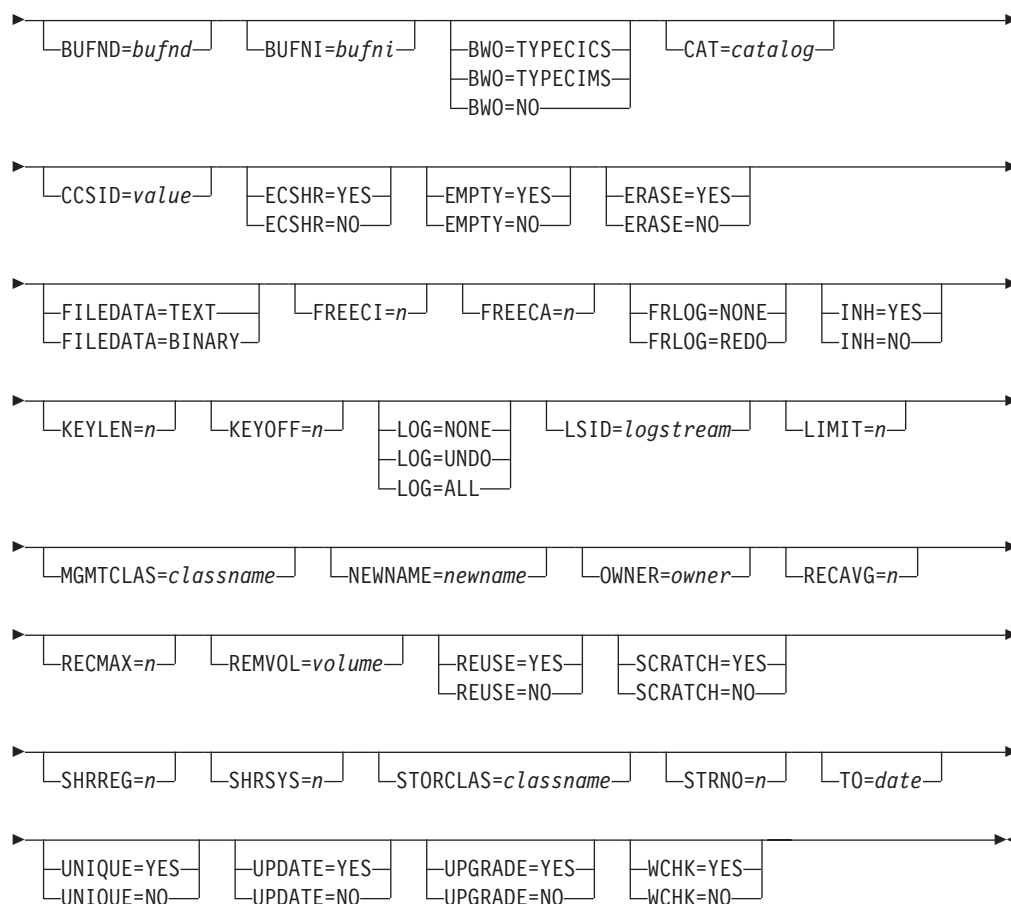 BUFND=bufnd BUFNI=bufni BWO=TYPECICS CAT=catalog
BWO=TYPECIMS
BWO=NO
CCSID=value ECSHR=YES EMPTY=YES ERASE=YES
ECSHR=NO EMPTY=NO ERASE=NO
FILEDATA=TEXT FREECI=n FREECA=n FRLOG=NONE INH=YES
FILEDATA=BINARY FRLOG=REDO INH=NO
KEYLEN=n KEYOFF=n LOG=NONE LSID=logstream LIMIT=n
LOG=UNDO
LOG=ALL
MGMTCLAS=classname NEWNAME=newname OWNER=owner RECAVG=n
RECMAX=n REMVOL=volume REUSE=YES SCRATCH=YES
REUSE=NO SCRATCH=NO
SHRREG=n SHRSYS=n STORCLAS=classname STRNO=n TO=date
UNIQUE=YES UPDATE=YES UPGRADE=YES WCHK=YES
UNIQUE=NO UPDATE=NO UPGRADE=NO WCHK=NO